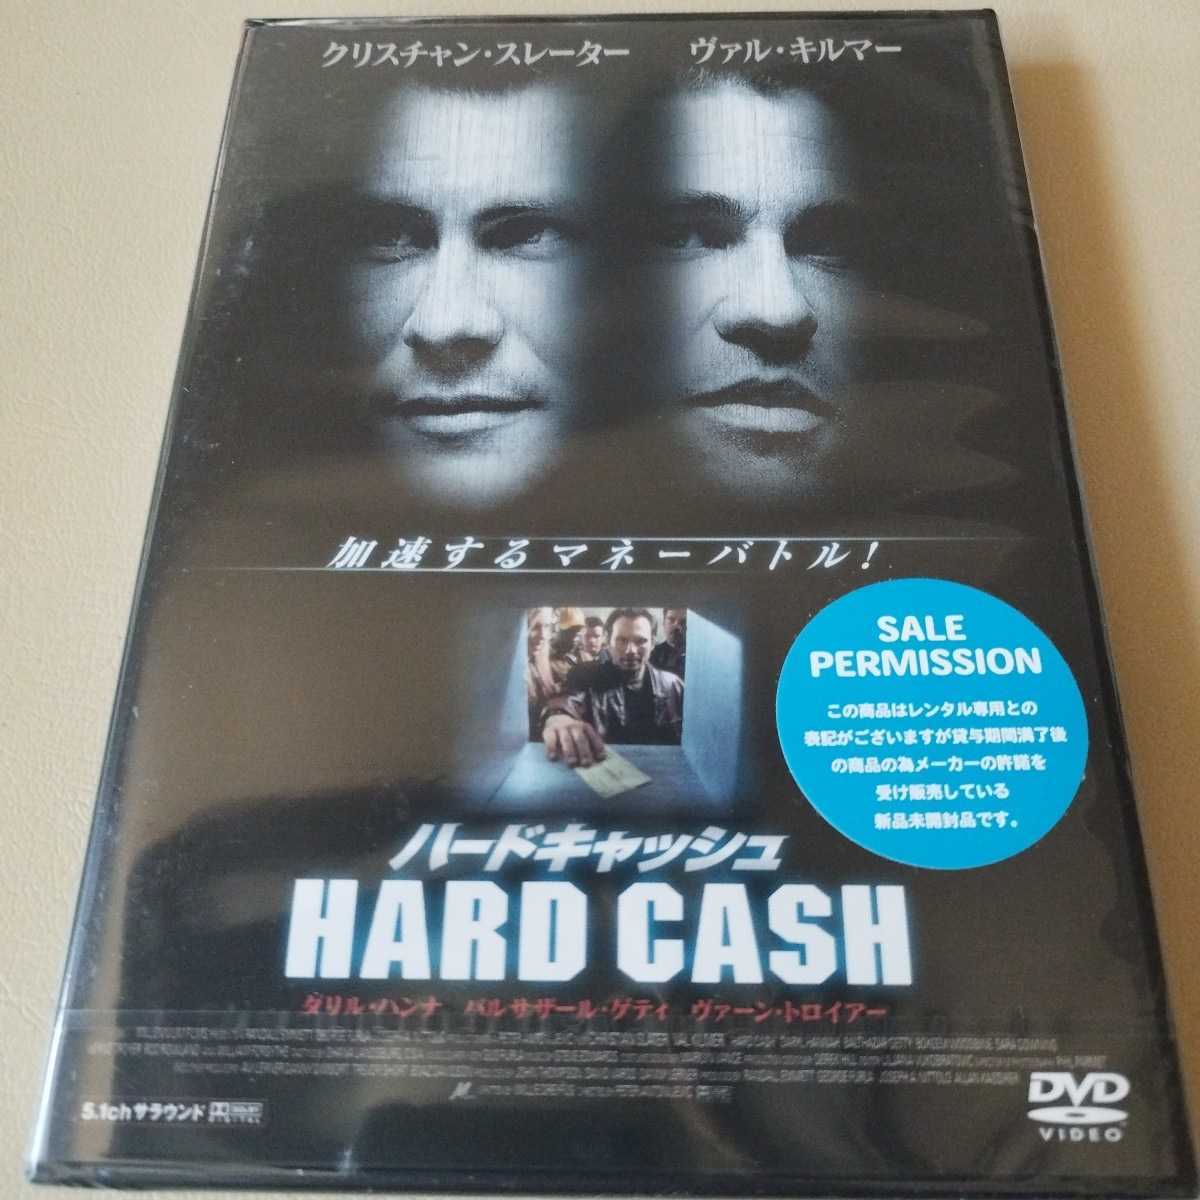 クリスチャン・スレーター ヴァル・キルマー
加速するマネーバトル!
SALE
PERMISSION
この商品はレンタル専用との
表記がございますが貸与期間満了後
の商品の為メーカーの許諾を
受け販売している
新品未開封品です。
ハードキャッシュ
HARD CASH
ダリル・ハンナ バルサザール・ゲティ ヴァーン・トロイアー
5.1chサラウンド DOLBY
DIGITAL
DVD
VIDEO